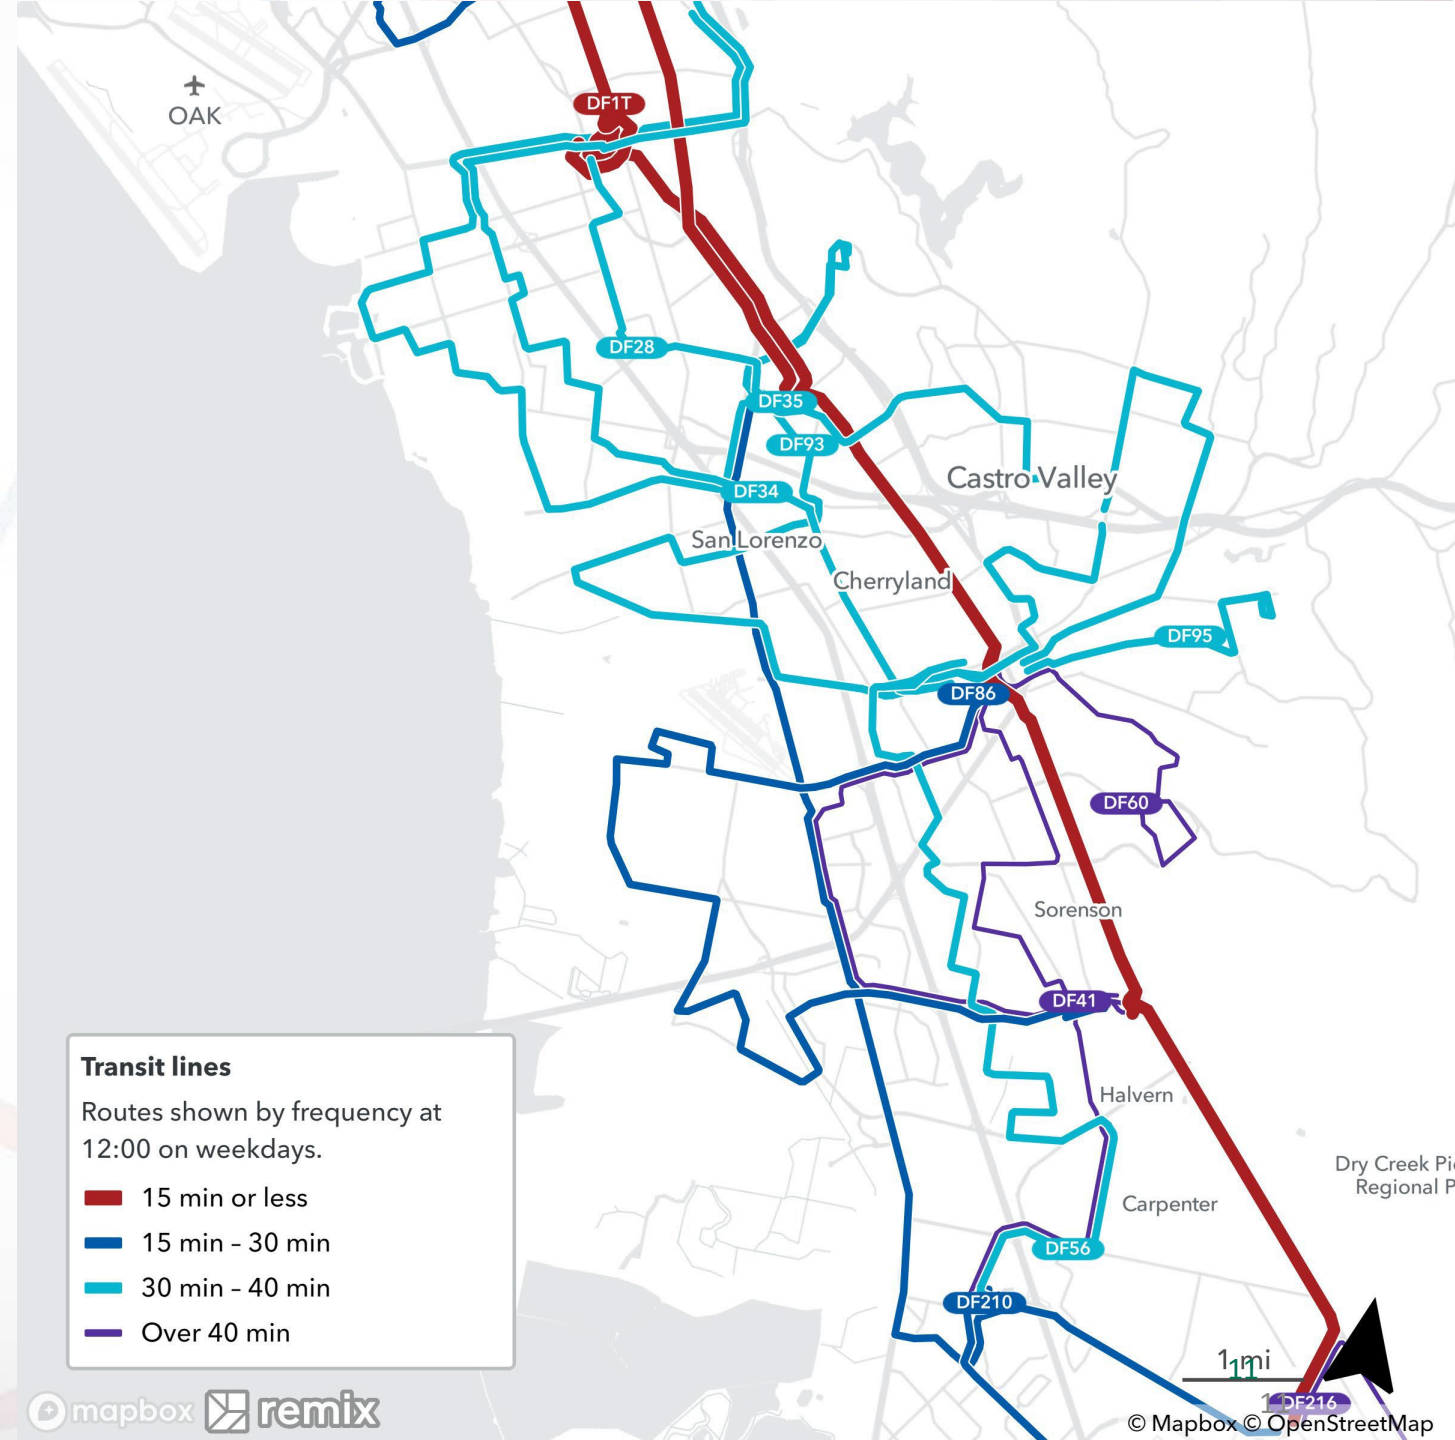 OAK
DF1T
DF28
DF35
DF93
Castro Valley
DF34
San Lorenzo
Cherryland
DF95
DF86
DF60
Sorenson
DF41
Transit lines
Routes shown by frequency at
12:00 on weekdays.
15 min or less
15 min – 30 min
30 min – 40 min
Over 40 min
Halvern
Dry Creek Pi
Regional P
Carpenter
DF56
DF210
1 mi
11
11
DF216
mapbox
remix
© Mapbox © OpenStreetMap